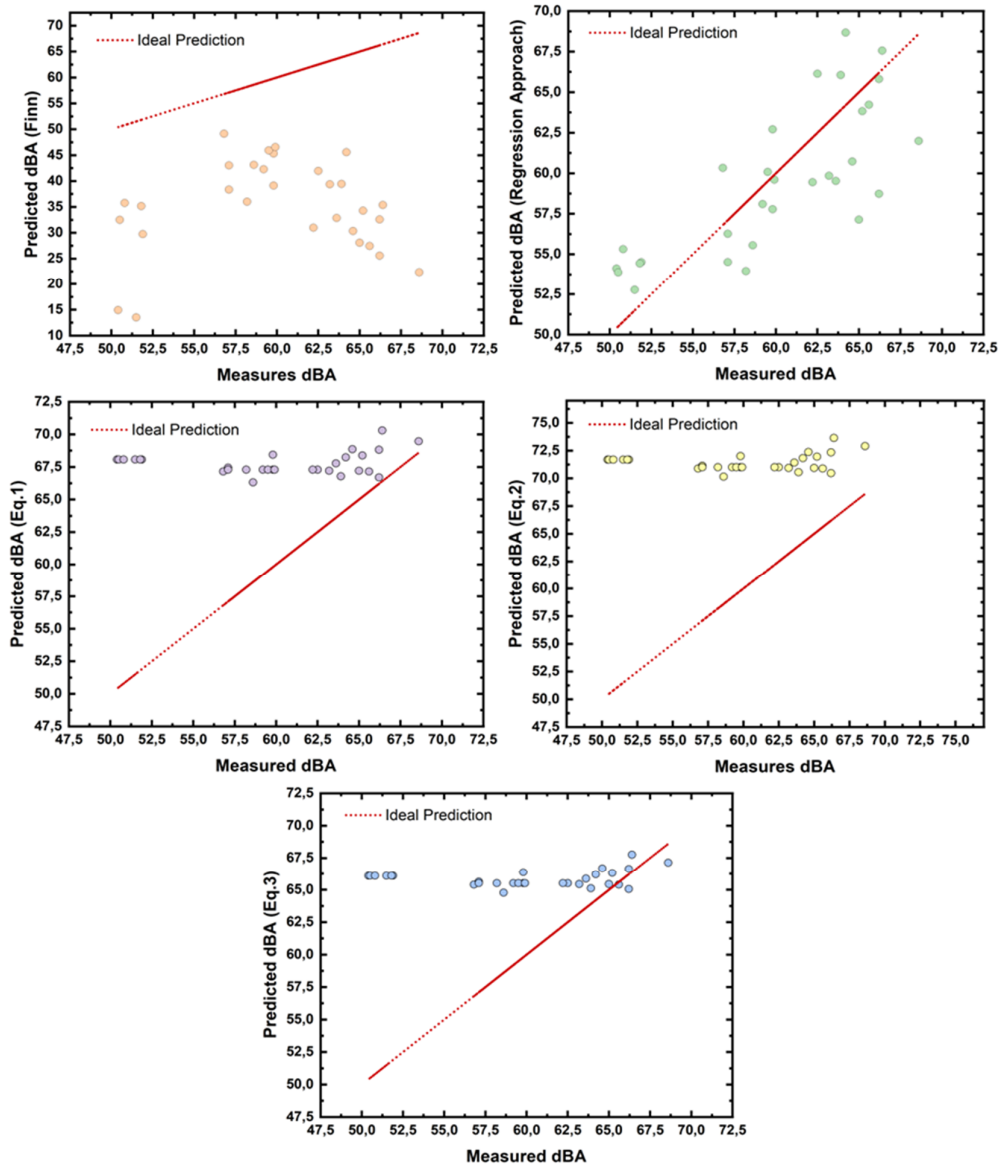 Ideal Prediction
Predicted dBA (Finn)
70
65
60
55
50
45
40
35
30
25
20
15
10
47,5 50,0 52,5 55,0 57,5 60,0 62,5 65,0 67,5 70,0 72,5
Measures dBA
Ideal Prediction
Predicted dBA (Regression Approach)
70,0
67,5
65,0
62,5
60,0
57,5
55,0
52,5
50,0
47,5 50,0 52,5 55,0 57,5 60,0 62,5 65,0 67,5 70,0 72,5
Measured dBA
Ideal Prediction
Predicted dBA (Eq.1)
72,5
70,0
67,5
65,0
62,5
60,0
57,5
55,0
52,5
50,0
47,5
47,5 50,0 52,5 55,0 57,5 60,0 62,5 65,0 67,5 70,0 72,5
Measured dBA
Ideal Prediction
Predicted dBA (Eq.2)
75,0
72,5
70,0
67,5
65,0
62,5
60,0
57,5
55,0
52,5
50,0
47,5
47,5 50,0 52,5 55,0 57,5 60,0 62,5 65,0 67,5 70,0 72,5 75,0
Measures dBA
Ideal Prediction
Predicted dBA (Eq.3)
72,5
70,0
67,5
65,0
62,5
60,0
57,5
55,0
52,5
50,0
47,5
47,5 50,0 52,5 55,0 57,5 60,0 62,5 65,0 67,5 70,0 72,5
Measured dBA